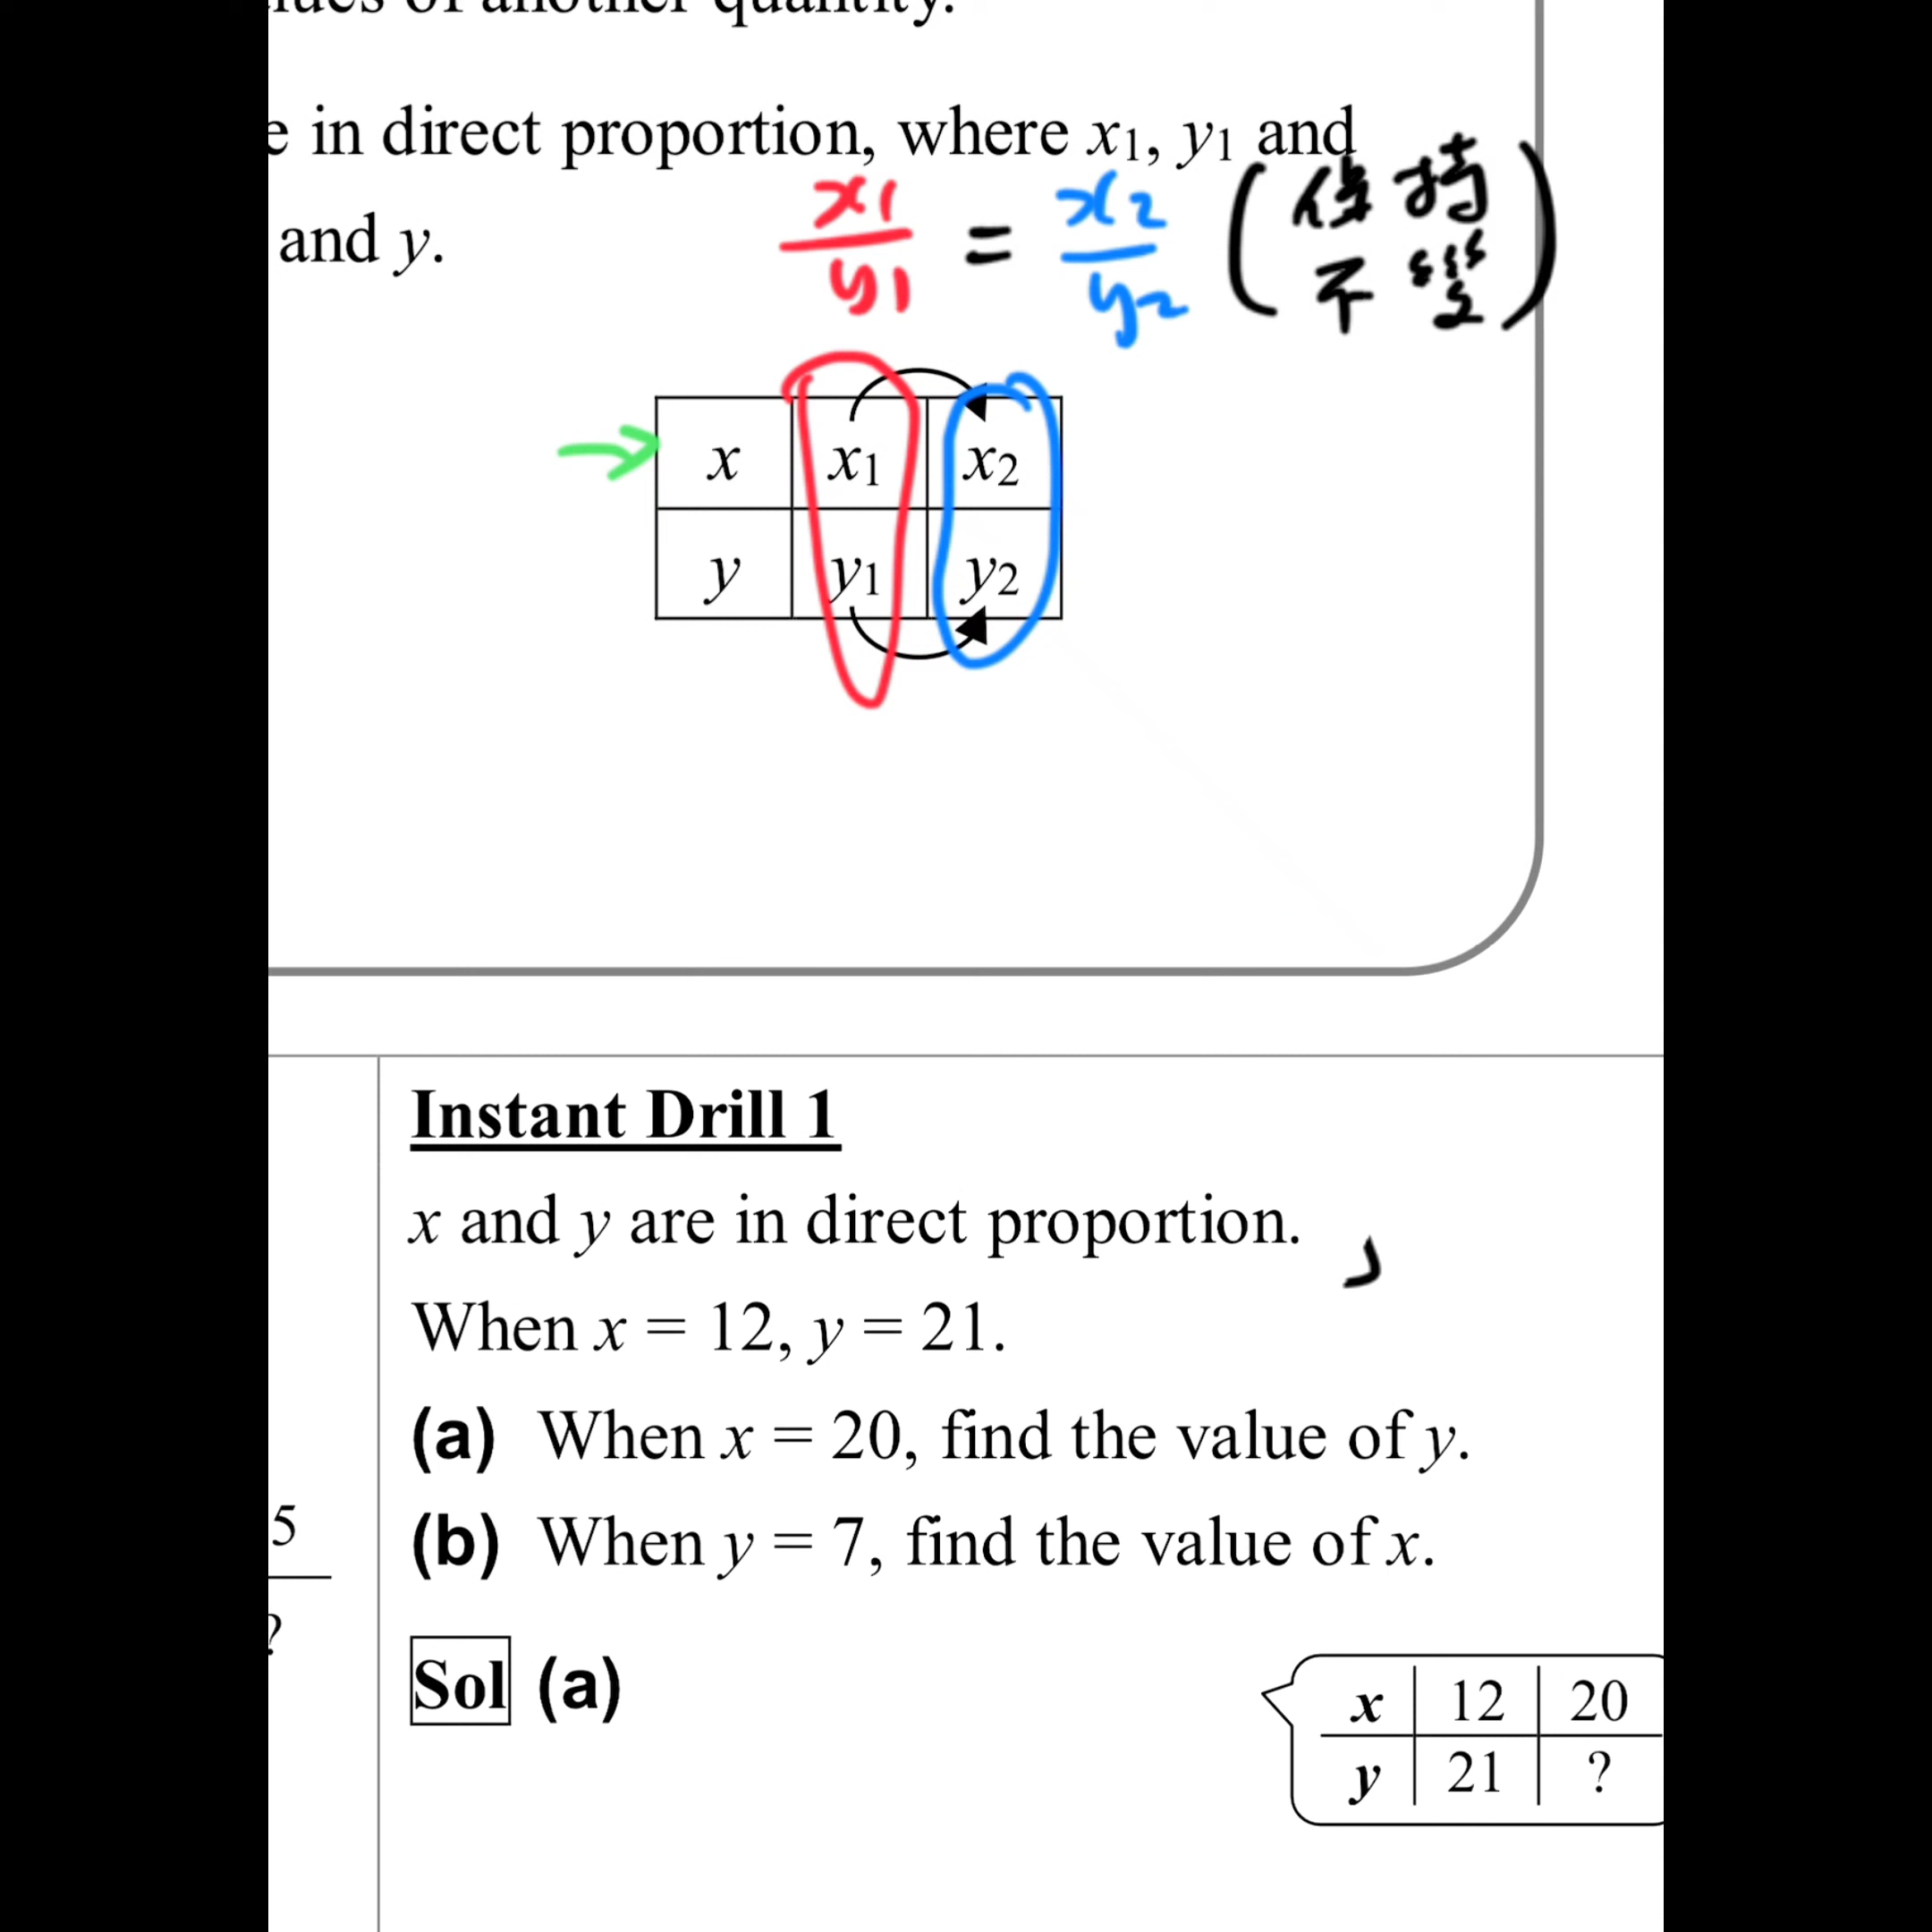 e in direct proportion, where x1, y1 and
and y.
x1/y1 = x2/y2 (保持不變)
x x1 x2
y y1 y2
Instant Drill 1
x and y are in direct proportion.
When x = 12, y = 21.
(a) When x = 20, find the value of y.
(b) When y = 7, find the value of x.
5
?
Sol (a)
x 12 20
y 21 ?